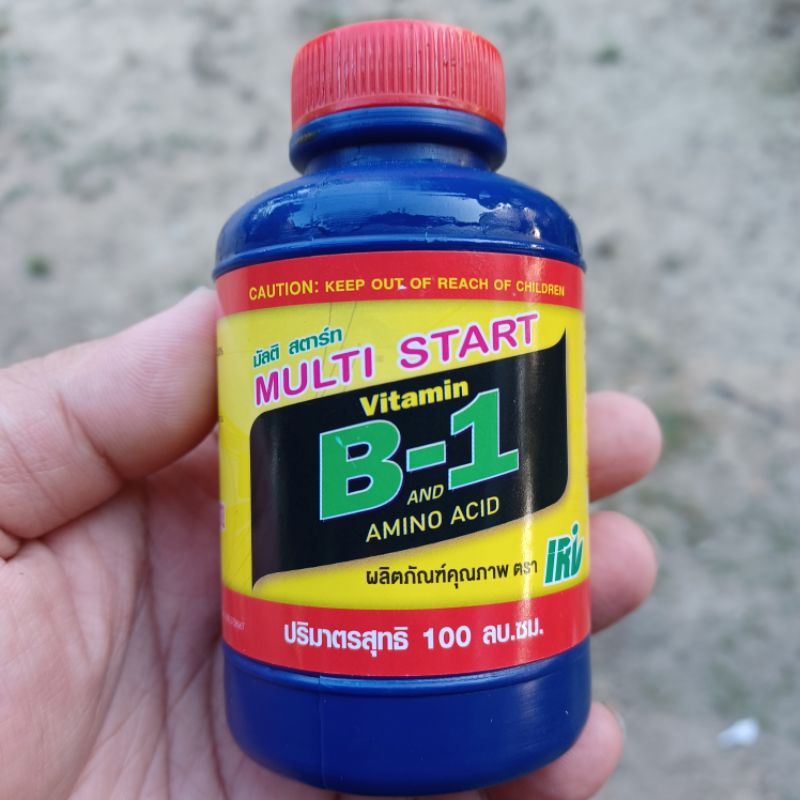 CAUTION: KEEP OUT OF REACH OF CHILDREN
มัลติ สตาร์ท
MULTI START
Vitamin
B-1
AND
AMINO ACID
ผลิตภัณฑ์คุณภาพ ตรา IRiv
ปริมาตรสุทธิ 100 ลบ.ซม.